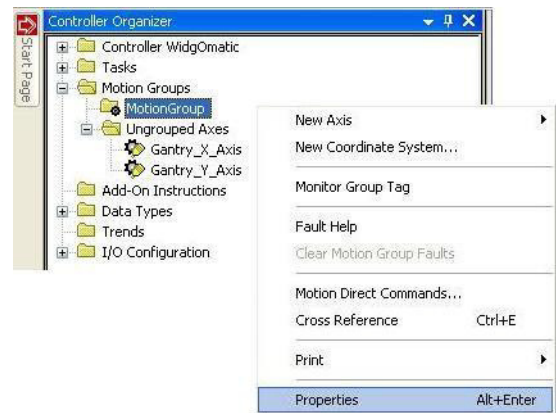 Controller Organizer
Start Page
Controller WidgOmatic
Tasks
Motion Groups
MotionGroup
Ungrouped Axes
Gantry_X_Axis
Gantry_Y_Axis
Add-On Instructions
Data Types
Trends
I/O Configuration
New Axis
New Coordinate System...
Monitor Group Tag
Fault Help
Clear Motion Group Faults
Motion Direct Commands...
Cross Reference Ctrl+E
Print
Properties Alt+Enter